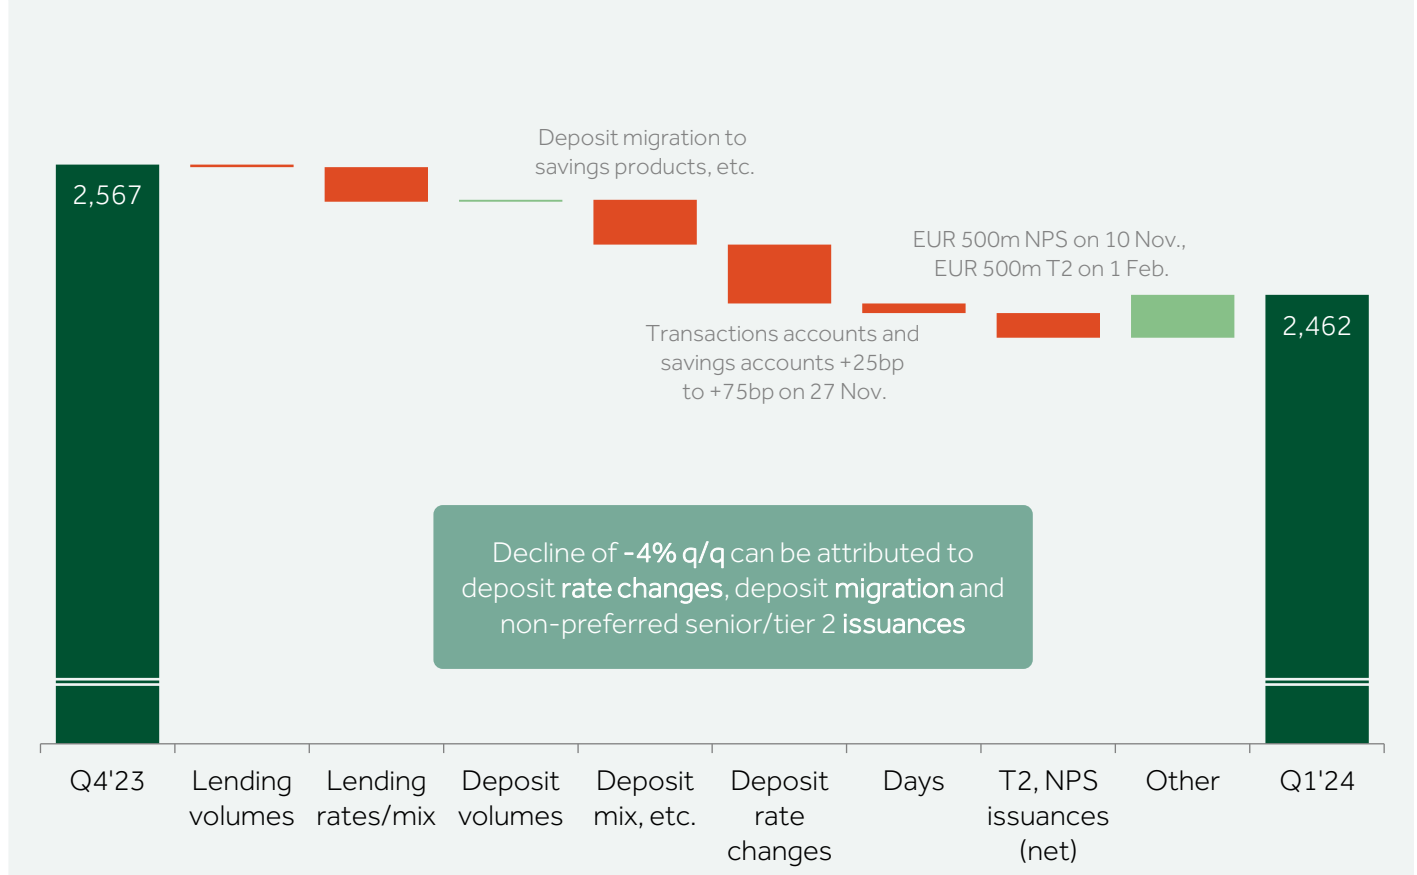 Deposit migration to
savings products, etc.
2,567
EUR 500m NPS on 10 Nov.,
EUR 500m T2 on 1 Feb.
2,462
Transactions accounts and
savings accounts +25bp
to +75bp on 27 Nov.
Decline of -4% q/q can be attributed to
deposit rate changes, deposit migration and
non-preferred senior/tier 2 issuances
Q4'23
Lending
volumes
Lending
rates/mix
Deposit
volumes
Deposit
mix, etc.
Deposit
rate
changes
Days
T2, NPS
issuances
(net)
Other
Q1'24